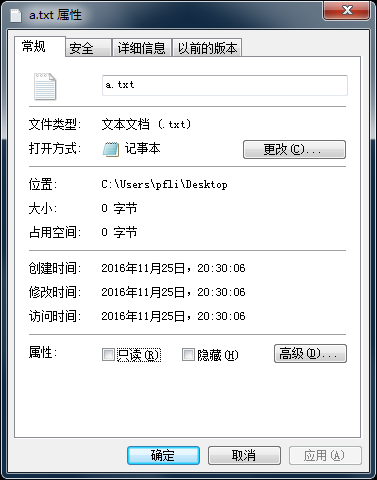 a.txt 属性
常规 安全 详细信息 以前的版本
a.txt
文件类型: 文本文档 (.txt)
打开方式: 记事本 更改(C)...
位置: C:\Users\pfli\Desktop
大小: 0 字节
占用空间: 0 字节
创建时间: 2016年11月25日，20:30:06
修改时间: 2016年11月25日，20:30:06
访问时间: 2016年11月25日，20:30:06
属性: 只读(R) 隐藏(H) 高级(D)...
确定 取消 应用(A)